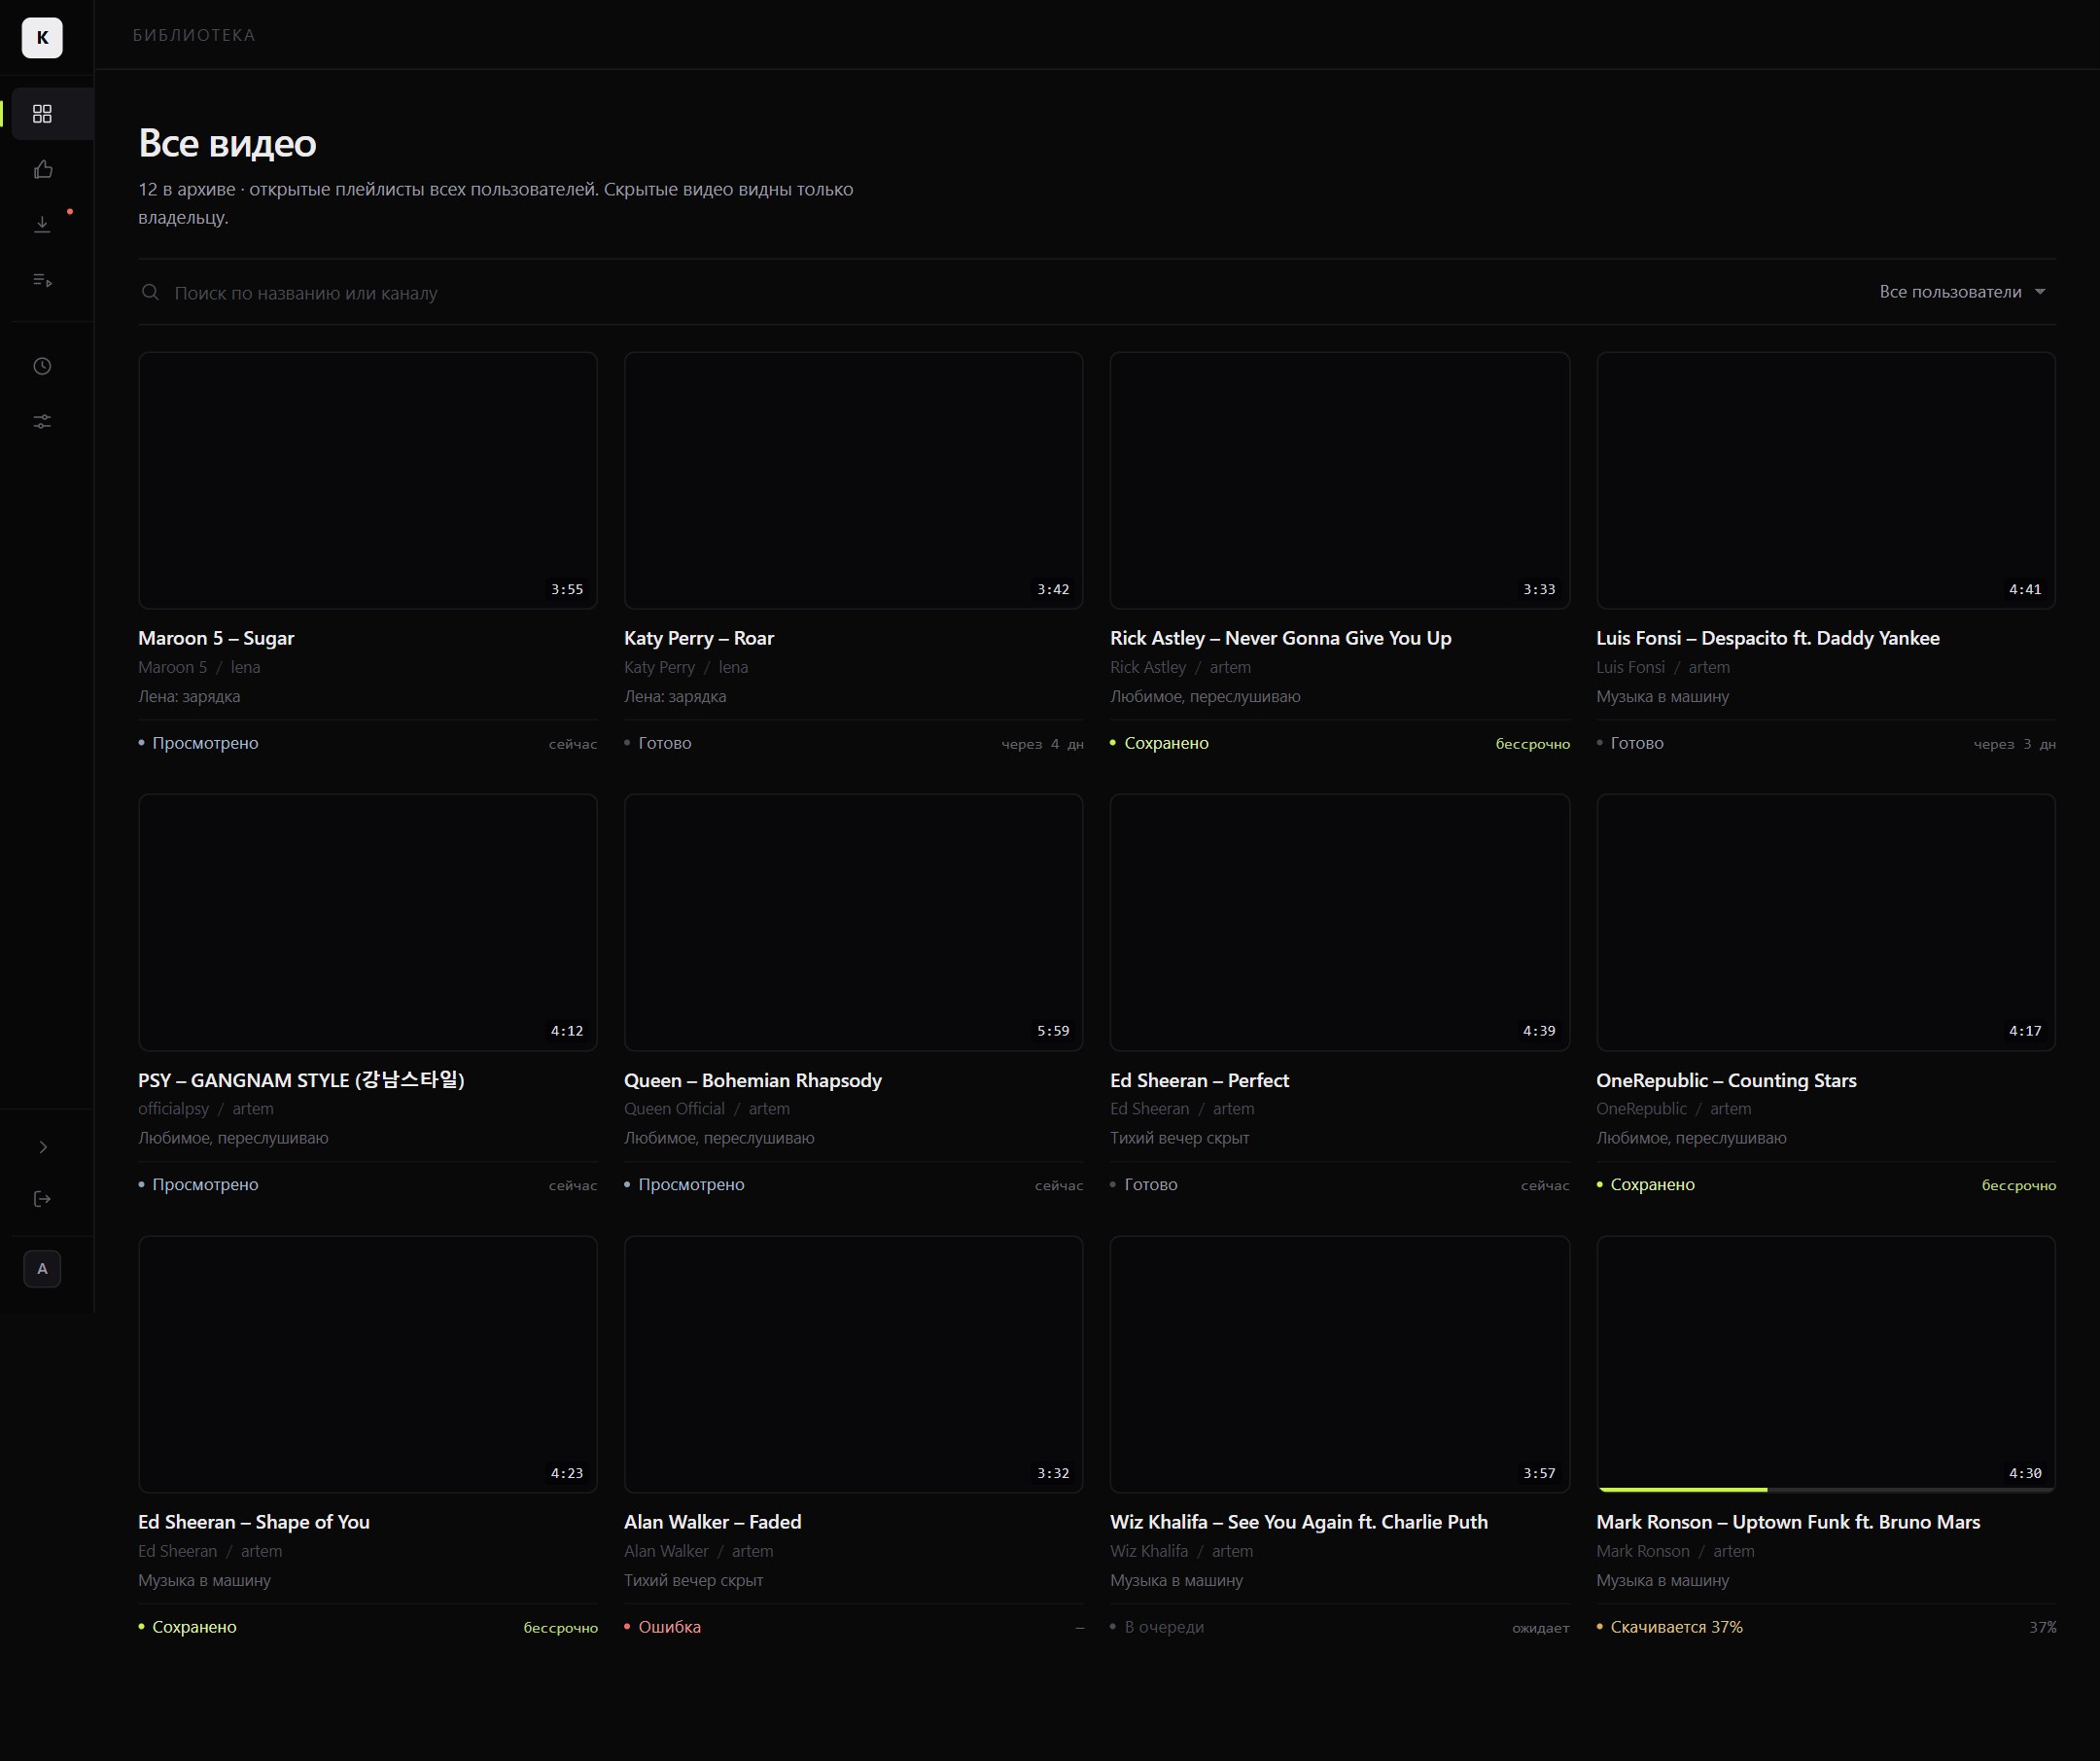 K
БИБЛИОТЕКА
Все видео
12 в архиве · открытые плейлисты всех пользователей. Скрытые видео видны только
владельцу.
Поиск по названию или каналу
Все пользователи
3:55
3:42
3:33
4:41
Maroon 5 – Sugar
Maroon 5 / lena
Лена: зарядка
Просмотрено
сейчас
Katy Perry – Roar
Katy Perry / lena
Лена: зарядка
Готово
через 4 дн
Rick Astley – Never Gonna Give You Up
Rick Astley / artem
Любимое, переслушиваю
Сохранено
бессрочно
Luis Fonsi – Despacito ft. Daddy Yankee
Luis Fonsi / artem
Музыка в машину
Готово
через 3 дн
4:12
5:59
4:39
4:17
PSY – GANGNAM STYLE (강남스타일)
officialpsy / artem
Любимое, переслушиваю
Просмотрено
сейчас
Queen – Bohemian Rhapsody
Queen Official / artem
Любимое, переслушиваю
Просмотрено
сейчас
Ed Sheeran – Perfect
Ed Sheeran / artem
Тихий вечер скрыт
Готово
сейчас
OneRepublic – Counting Stars
OneRepublic / artem
Любимое, переслушиваю
Сохранено
бессрочно
4:23
3:32
3:57
4:30
Ed Sheeran – Shape of You
Ed Sheeran / artem
Музыка в машину
Сохранено
бессрочно
Alan Walker – Faded
Alan Walker / artem
Тихий вечер скрыт
Ошибка
–
Wiz Khalifa – See You Again ft. Charlie Puth
Wiz Khalifa / artem
Музыка в машину
В очереди
ожидает
Mark Ronson – Uptown Funk ft. Bruno Mars
Mark Ronson / artem
Музыка в машину
Скачивается 37%
37%
A